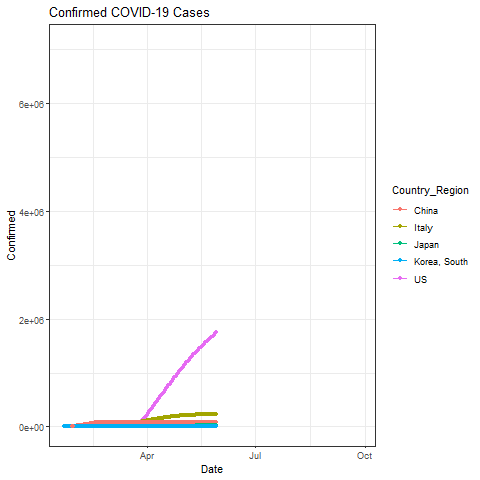 Confirmed COVID-19 Cases
6e+06
4e+06
2e+06
0e+00
Confirmed
Apr
Jul
Oct
Date
Country_Region
China
Italy
Japan
Korea, South
US